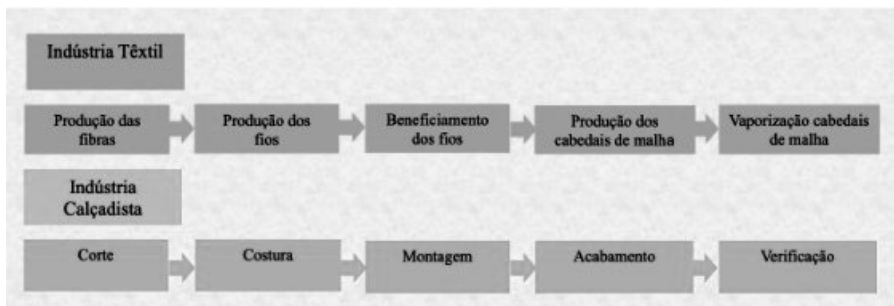 Indústria Têxtil
Produção das
fibras
Produção dos
fios
Beneficiamento
dos fios
Produção dos
cabedais de malha
Vaporização cabedais
de malha
Indústria
Calçadista
Corte
Costura
Montagem
Acabamento
Verificação